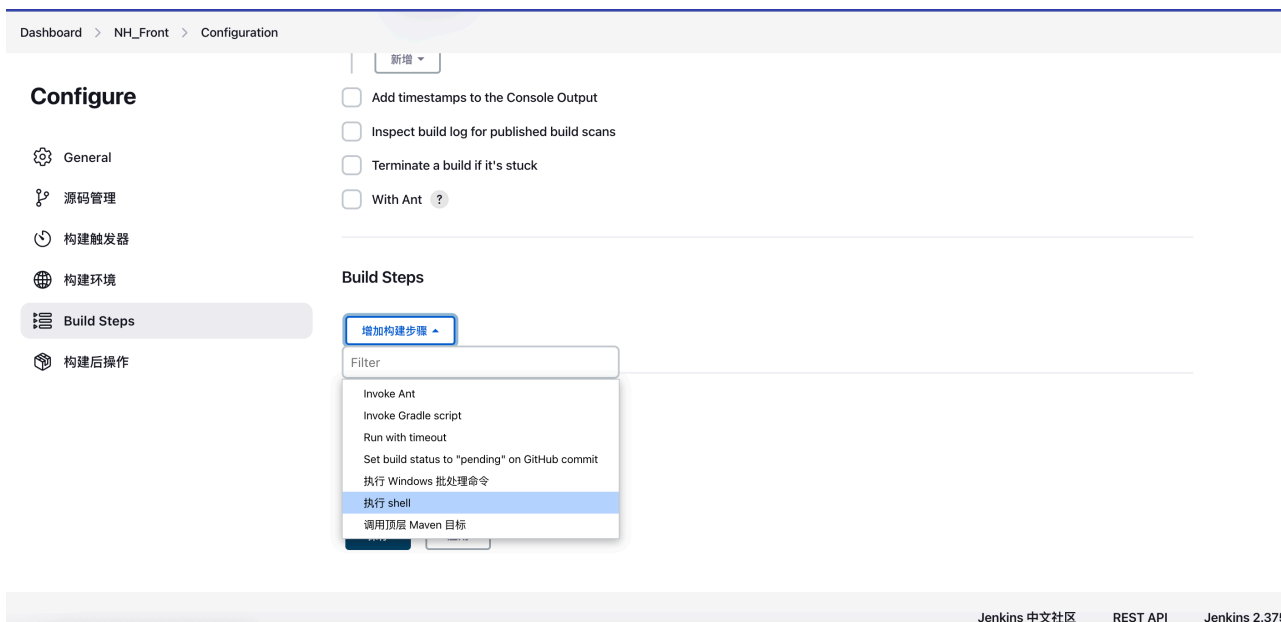 Dashboard > NH_Front > Configuration
Configure
General
源码管理
构建触发器
构建环境
Build Steps
构建后操作
新增
Add timestamps to the Console Output
Inspect build log for published build scans
Terminate a build if it's stuck
With Ant ?
Build Steps
增加构建步骤
Filter
Invoke Ant
Invoke Gradle script
Run with timeout
Set build status to "pending" on GitHub commit
执行 Windows 批处理命令
执行 shell
调用顶层 Maven 目标
Jenkins 中文社区 REST API Jenkins 2.375